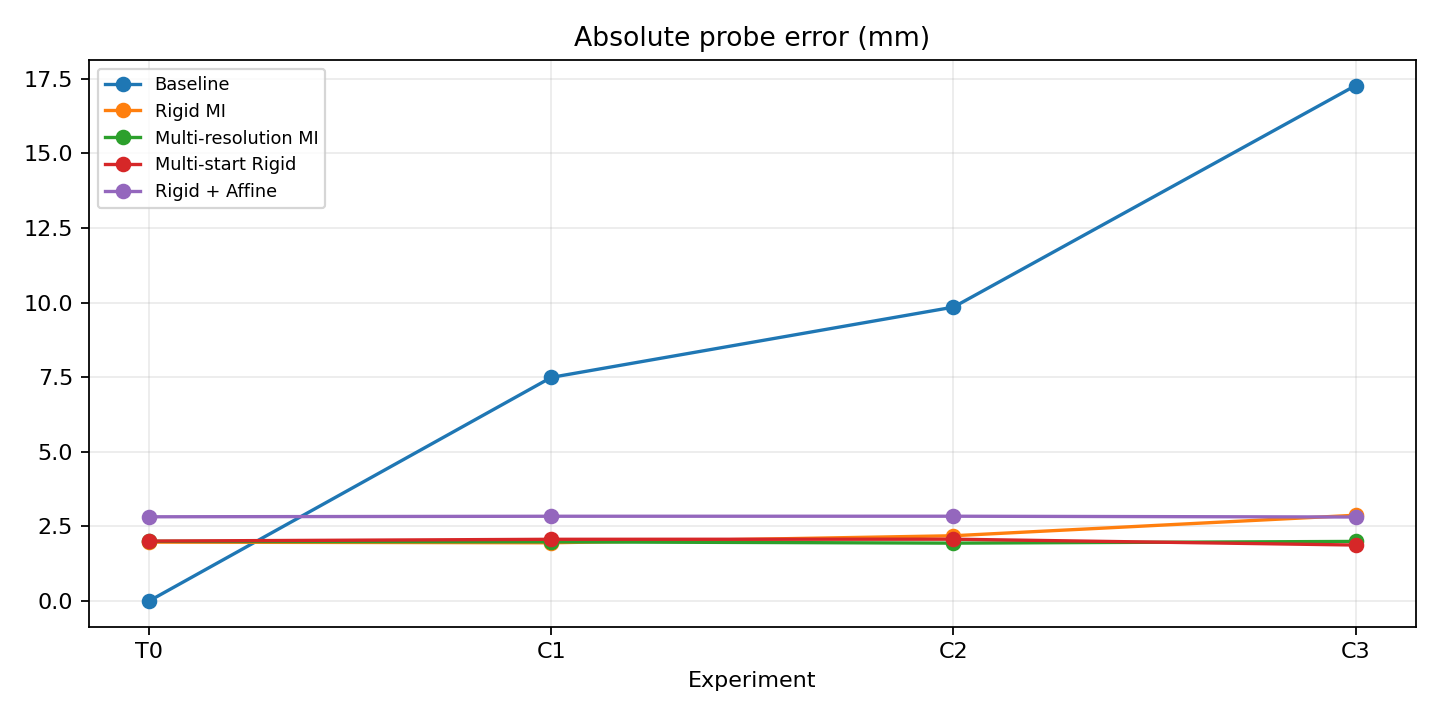 Absolute probe error (mm)
17.5
15.0
12.5
10.0
7.5
5.0
2.5
0.0
Baseline
Rigid MI
Multi-resolution MI
Multi-start Rigid
Rigid + Affine
T0 C1 C2 C3
Experiment